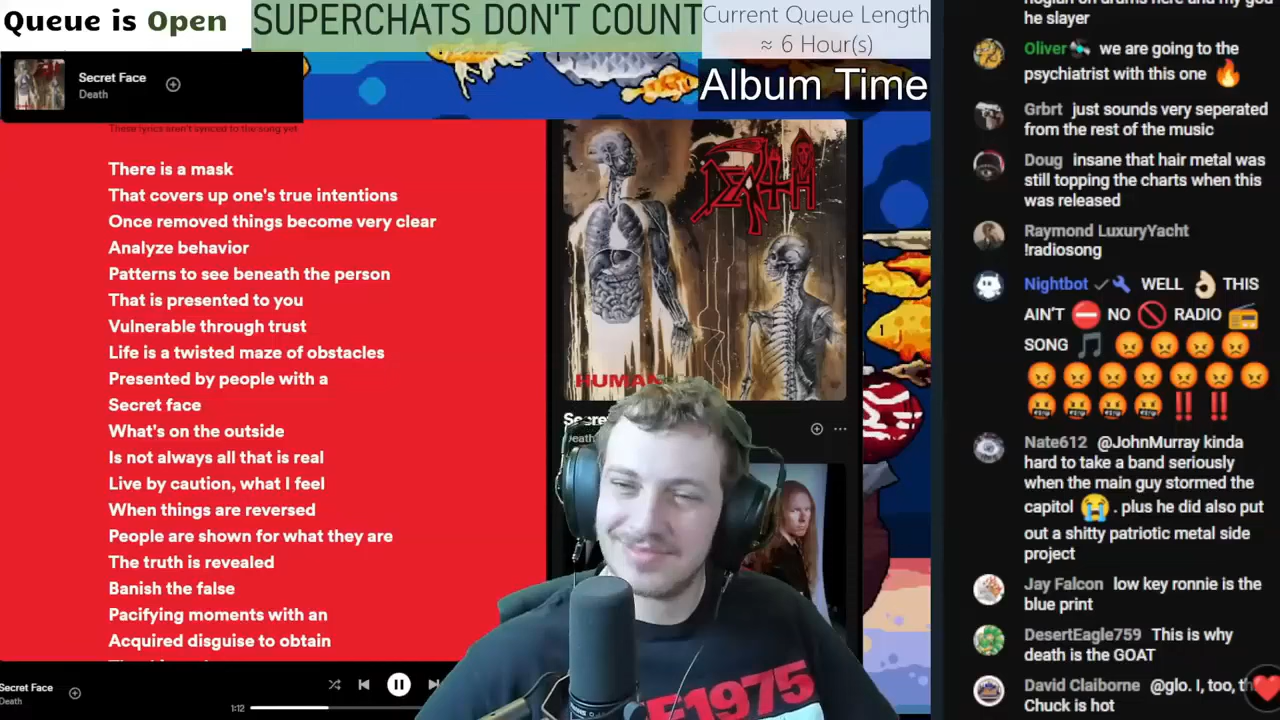 Queue is Open
SUPERCHATS DON'T COUNT
Current Queue Length
≈ 6 Hour(s)
Album Time
Secret Face
Death
These lyrics aren't synced to the song yet
There is a mask
That covers up one's true intentions
Once removed things become very clear
Analyze behavior
Patterns to see beneath the person
That is presented to you
Vulnerable through trust
Life is a twisted maze of obstacles
Presented by people with a
Secret face
What's on the outside
Is not always all that is real
Live by caution, what I feel
When things are reversed
People are shown for what they are
The truth is revealed
Banish the false
Pacifying moments with an
Acquired disguise to obtain
DEATH
HUMAN
Death
1975
Secret Face
Death
1:12
he slayer
Oliver we are going to the
psychiatrist with this one 🔥
Grbrt just sounds very seperated
from the rest of the music
Doug insane that hair metal was
still topping the charts when this
was released
Raymond LuxuryYacht
!radiosong
Nightbot WELL 👌🏻 THIS
AIN'T ⛔ NO 🚫 RADIO 📻
SONG 🎵 😡 😡 😡 😡
😡 😡 😡 😡 😡 😡 😡
🤬 🤬 🤬 🤬 ‼️ ‼️
Nate612 @JohnMurray kinda
hard to take a band seriously
when the main guy stormed the
capitol 😭 . plus he did also put
out a shitty patriotic metal side
project
Jay Falcon low key ronnie is the
blue print
DesertEagle759 This is why
death is the GOAT
David Claiborne @glo. I, too,
Chuck is hot